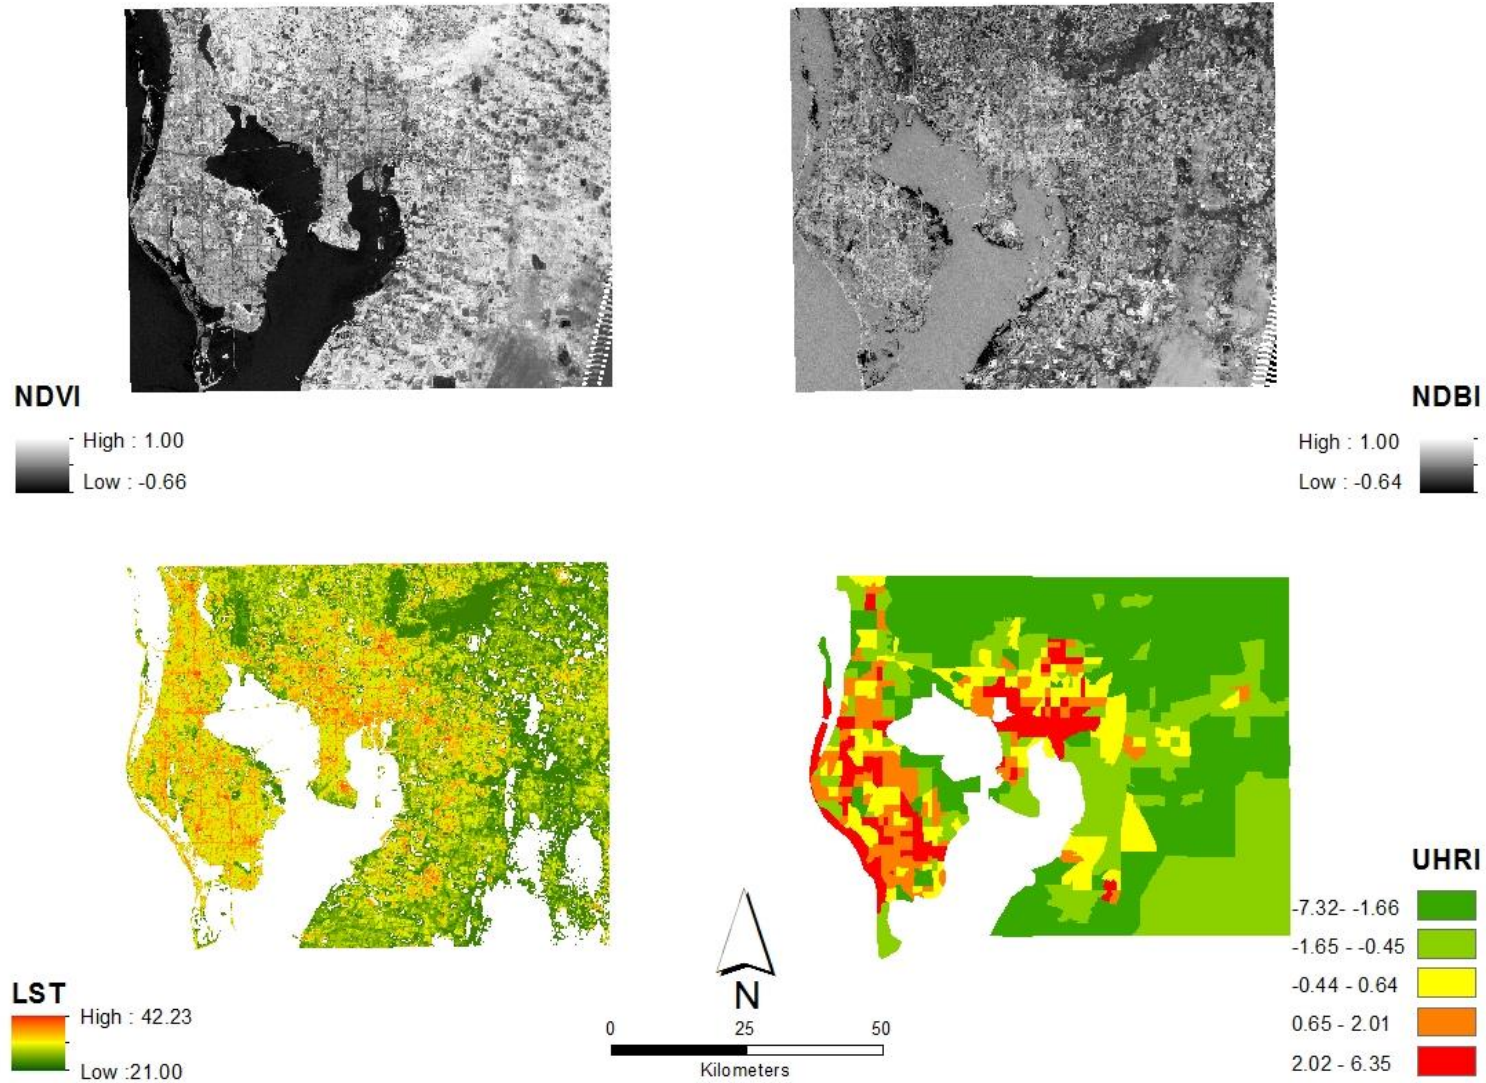 NDVI
High : 1.00
Low : -0.66
NDBI
High : 1.00
Low : -0.64
LST
High : 42.23
Low :21.00
N
0 25 50
Kilometers
UHRI
-7.32- -1.66
-1.65 - -0.45
-0.44 - 0.64
0.65 - 2.01
2.02 - 6.35